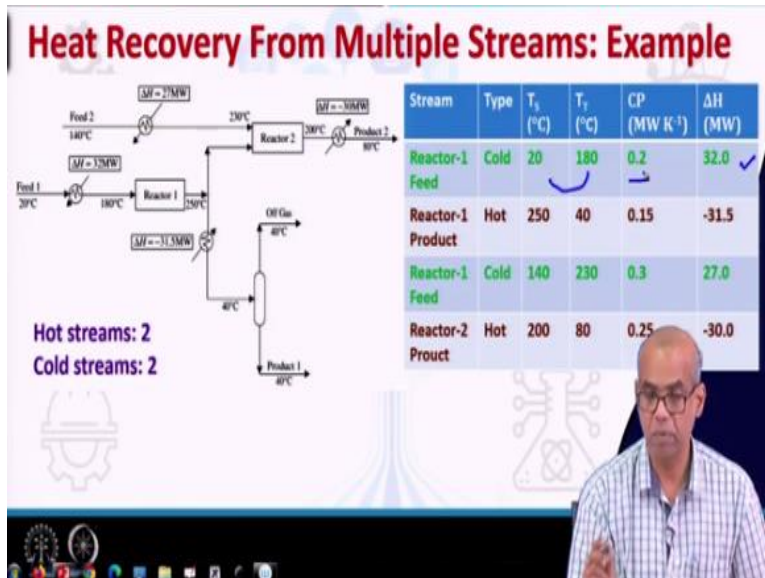 Heat Recovery From Multiple Streams: Example
ΔH=27MW
Feed 2
140°C
230°C
Reactor 2
200°C
ΔH=-30MW
Product 2
80°C
ΔH=32MW
Feed 1
20°C
180°C
Reactor 1
250°C
Off Gas
40°C
ΔH=-31.5MW
40°C
Product 1
40°C
Hot streams: 2
Cold streams: 2
Stream Type TS (°C) TT (°C) CP (MW K-1) ΔH (MW)
Reactor-1 Feed Cold 20 180 0.2 32.0
Reactor-1 Product Hot 250 40 0.15 -31.5
Reactor-1 Feed Cold 140 230 0.3 27.0
Reactor-2 Prouct Hot 200 80 0.25 -30.0